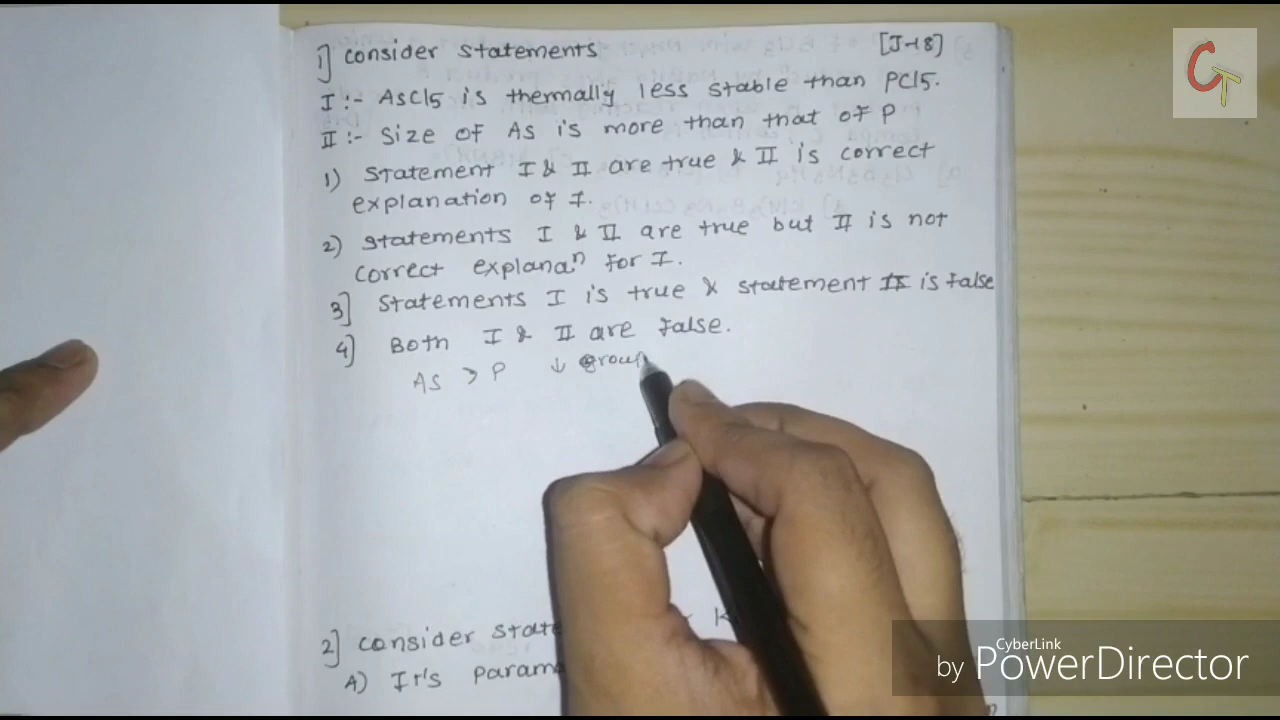 1] Consider statements [J-18]
I :- AsCl5 is thermally less stable than PCl5.
II :- Size of As is more than that of P
1) Statement I & II are true & II is correct
explanation of I.
2) Statements I & II are true but II is not
correct explanaⁿ for I.
3] Statements I is true & statement II is false
4] Both I & II are false.
As > P ↓ group
2] Consider state
A) It's param
CT
CyberLink
by PowerDirector